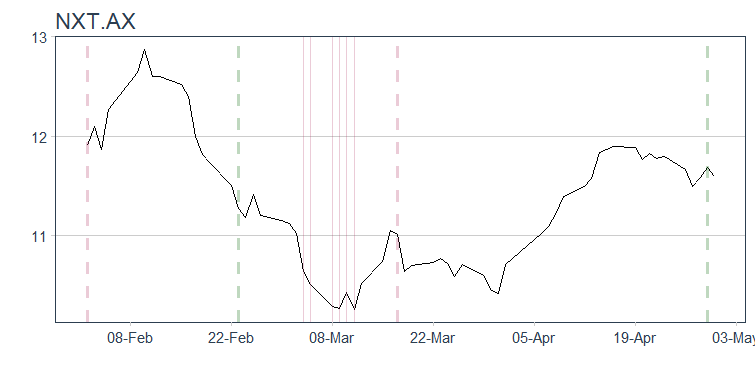 NXT.AX
13
12
11
08-Feb
22-Feb
08-Mar
22-Mar
05-Apr
19-Apr
03-May